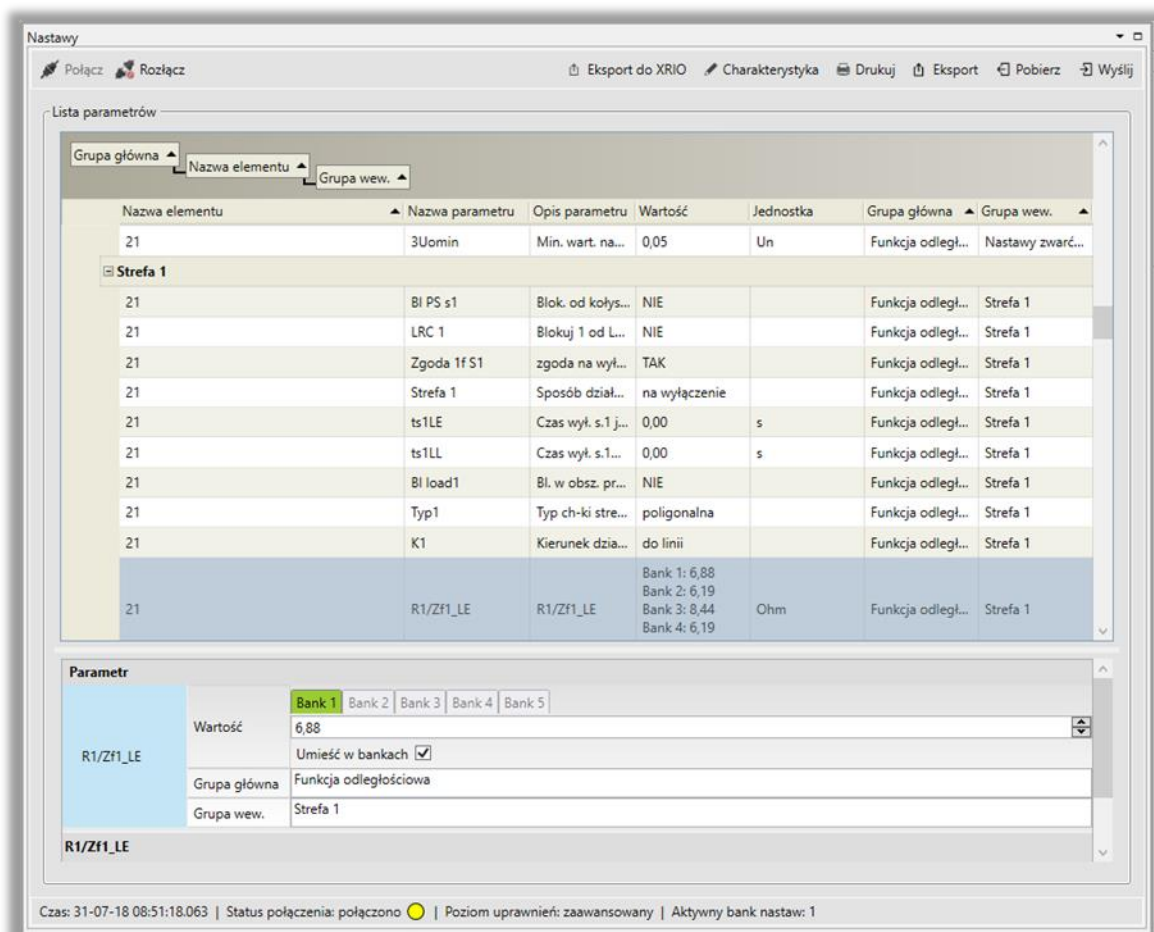 Nastawy
Połącz Rozłącz Eksport do XRIO Charakterystyka Drukuj Eksport Pobierz Wyślij
Lista parametrów
Grupa główna
Nazwa elementu
Grupa wew.
Nazwa elementu Nazwa parametru Opis parametru Wartość Jednostka Grupa główna Grupa wew.
21 3Uomin Min. wart. na... 0,05 Un Funkcja odległ... Nastawy zwarć...
Strefa 1
21 Bl PS s1 Blok. od kołys... NIE Funkcja odległ... Strefa 1
21 LRC 1 Blokuj 1 od L... NIE Funkcja odległ... Strefa 1
21 Zgoda 1f S1 zgoda na wył... TAK Funkcja odległ... Strefa 1
21 Strefa 1 Sposób dział... na wyłączenie Funkcja odległ... Strefa 1
21 ts1LE Czas wył. s.1 j... 0,00 s Funkcja odległ... Strefa 1
21 ts1LL Czas wył. s.1... 0,00 s Funkcja odległ... Strefa 1
21 Bl load1 Bl. w obsz. pr... NIE Funkcja odległ... Strefa 1
21 Typ1 Typ ch-ki stre... poligonalna Funkcja odległ... Strefa 1
21 K1 Kierunek dzia... do linii Funkcja odległ... Strefa 1
Bank 1: 6,88
Bank 2: 6,19
21 R1/Zf1_LE R1/Zf1_LE Bank 3: 8,44 Ohm Funkcja odległ... Strefa 1
Bank 4: 6,19
Parametr
Bank 1 Bank 2 Bank 3 Bank 4 Bank 5
Wartość 6,88
R1/Zf1_LE Umieść w bankach
Grupa główna Funkcja odległościowa
Grupa wew. Strefa 1
R1/Zf1_LE
Czas: 31-07-18 08:51:18.063 | Status połączenia: połączono | Poziom uprawnień: zaawansowany | Aktywny bank nastaw: 1